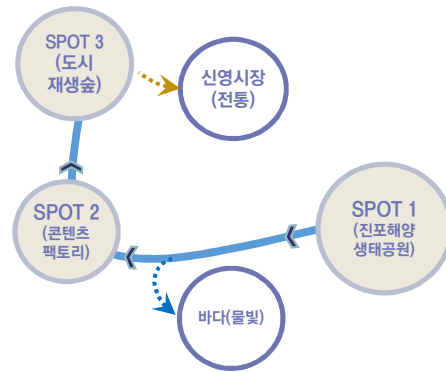 SPOT 3
(도시
재생숲)
신영시장
(전통)
SPOT 2
(콘텐츠
팩토리)
SPOT 1
(진포해양
생태공원)
바다(물빛)